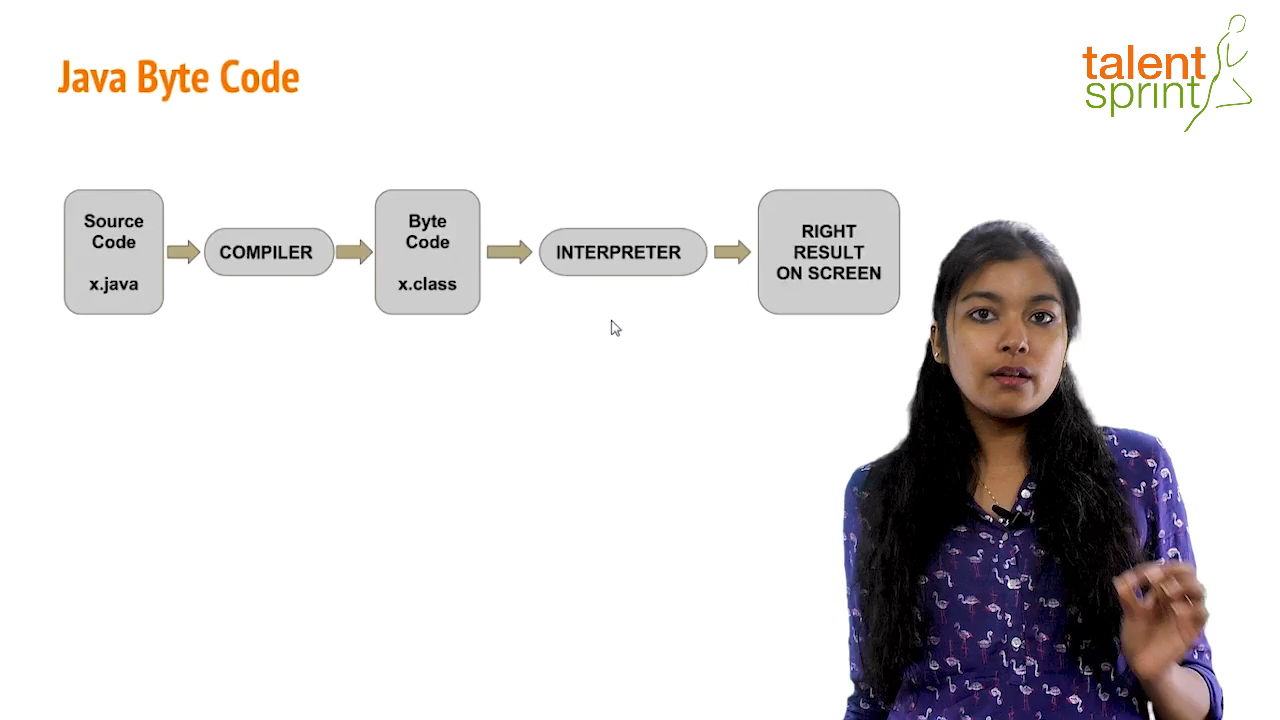 Java Byte Code
talent
sprint
Source
Code
x.java
COMPILER
Byte
Code
x.class
INTERPRETER
RIGHT
RESULT
ON SCREEN